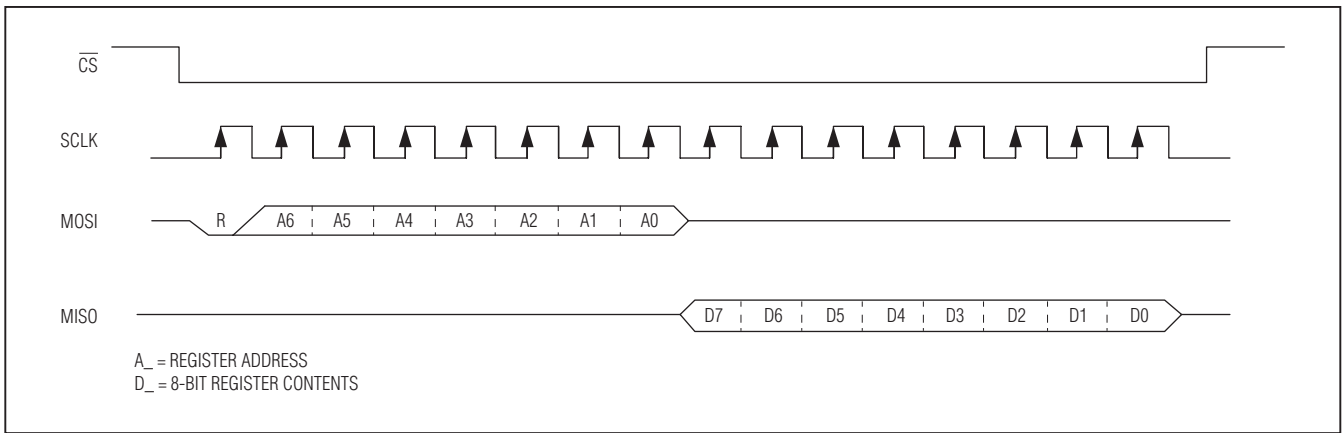 CS
SCLK
MOSI R A6 A5 A4 A3 A2 A1 A0
MISO D7 D6 D5 D4 D3 D2 D1 D0
A_ = REGISTER ADDRESS
D_ = 8-BIT REGISTER CONTENTS